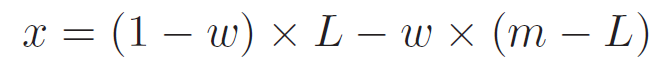 x = (1 − w) × L − w × (m − L)